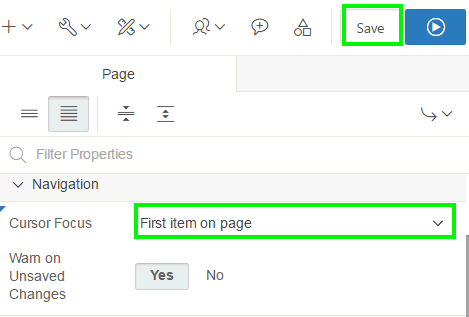 Save
Page
Filter Properties
Navigation
Cursor Focus
First item on page
Warn on
Unsaved
Changes
Yes
No